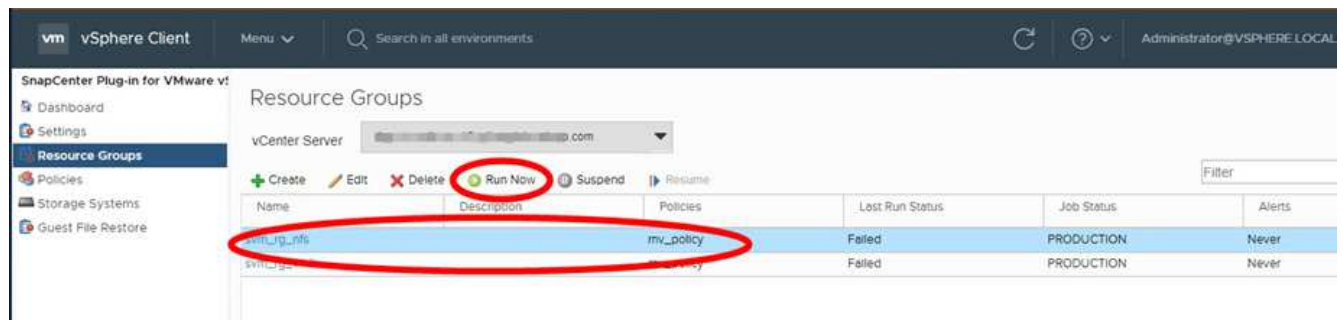 vm vSphere Client Menu Search in all environments Administrator@VSPHERE.LOCAL
SnapCenter Plug-in for VMware vS
Dashboard
Settings
Resource Groups
Policies
Storage Systems
Guest File Restore
Resource Groups
vCenter Server .com
Create Edit Delete Run Now Suspend Resume Filter
Name Description Policies Last Run Status Job Status Alerts
svm_rg_nfs mv_policy Failed PRODUCTION Never
Failed PRODUCTION Never